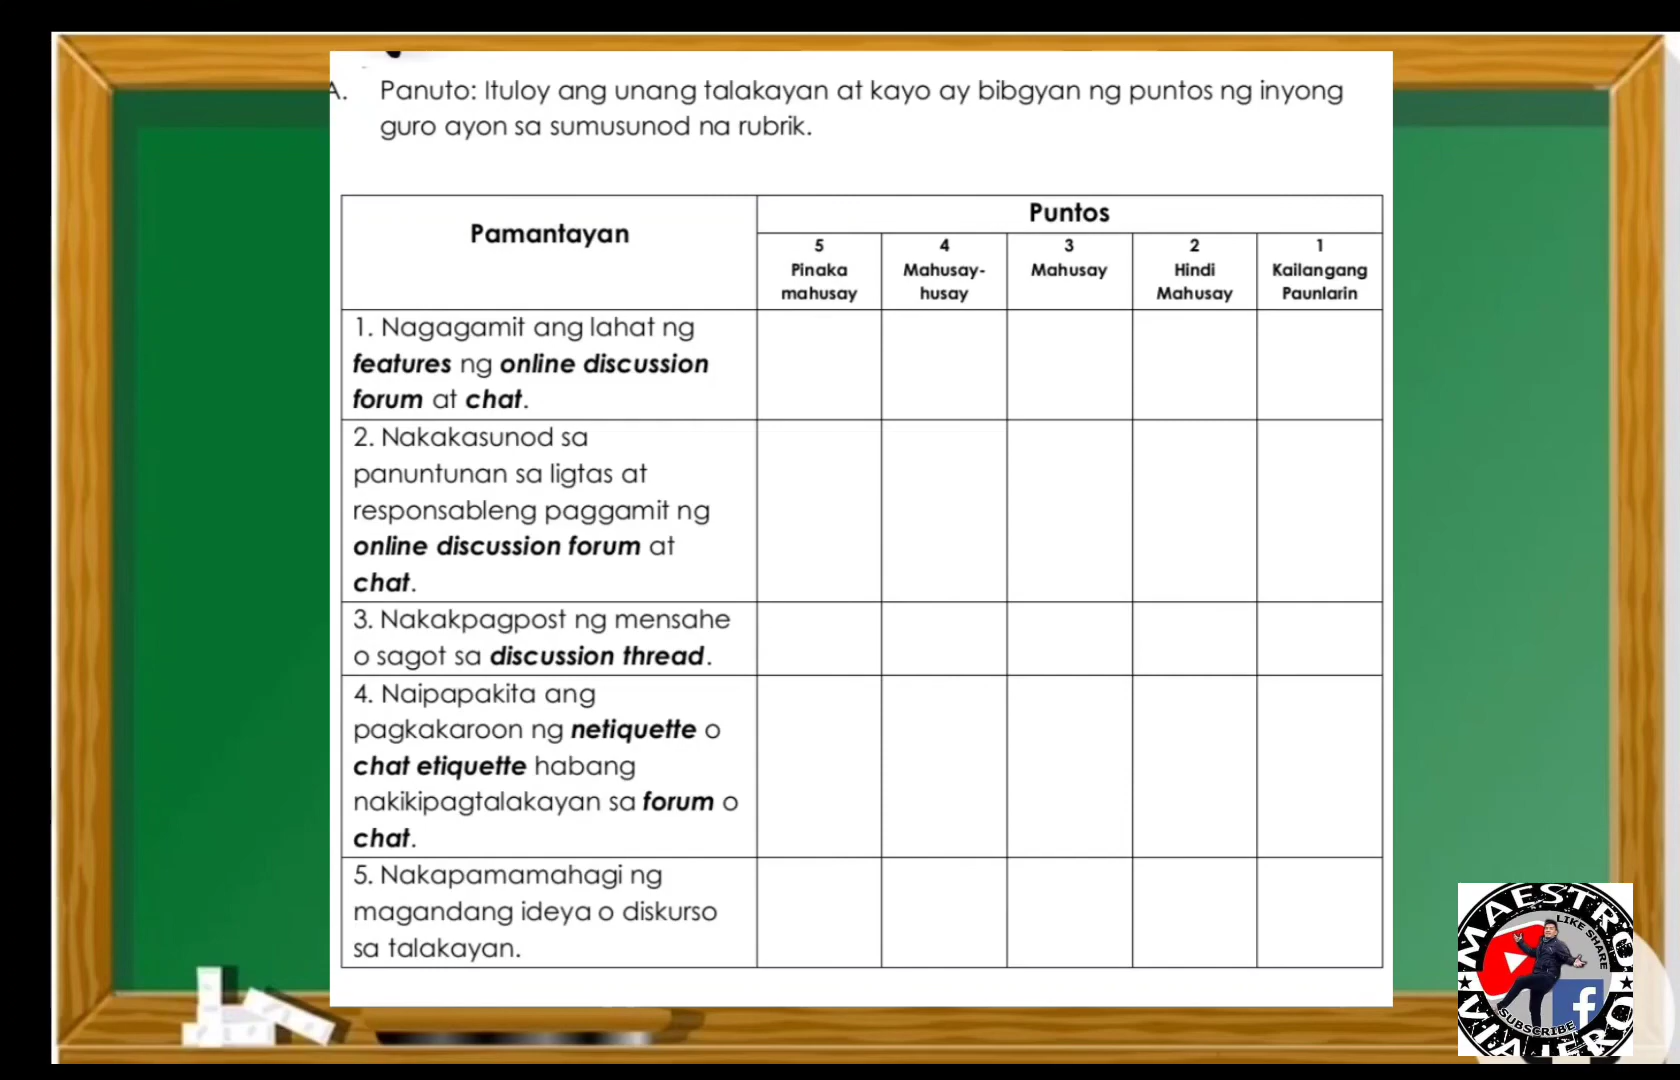 A. Panuto: Ituloy ang unang talakayan at kayo ay bibgyan ng puntos ng inyong
guro ayon sa sumusunod na rubrik.
Pamantayan
Puntos
5
Pinaka
mahusay
4
Mahusay-
husay
3
Mahusay
2
Hindi
Mahusay
1
Kailangang
Paunlarin
1. Nagagamit ang lahat ng
features ng online discussion
forum at chat.
2. Nakakasunod sa
panuntunan sa ligtas at
responsableng paggamit ng
online discussion forum at
chat.
3. Nakakpagpost ng mensahe
o sagot sa discussion thread.
4. Naipapakita ang
pagkakaroon ng netiquette o
chat etiquette habang
nakikipagtalakayan sa forum o
chat.
5. Nakapamamahagi ng
magandang ideya o diskurso
sa talakayan.
MAESTRO
LIKE SHARE
f
SUBSCRIBE
VIAJERO